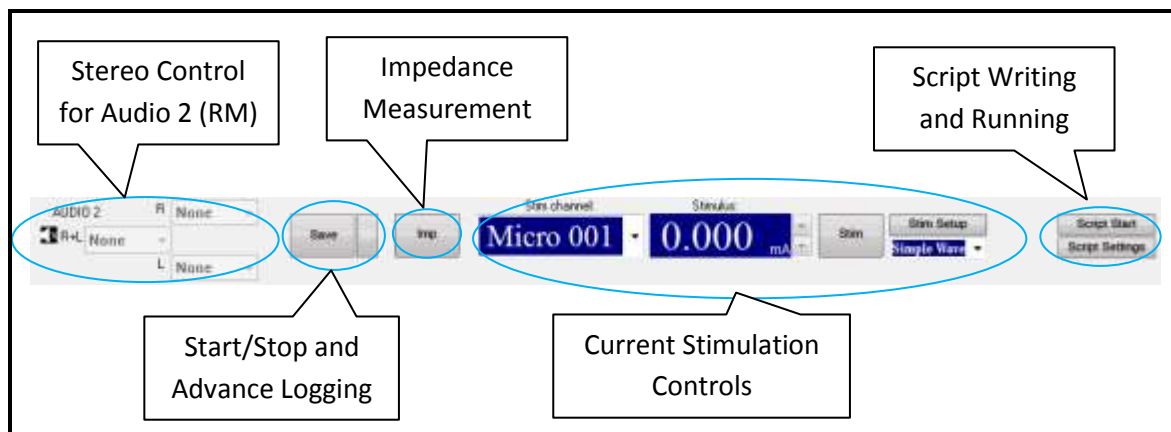 Stereo Control
for Audio 2 (RM)
Impedance
Measurement
Script Writing
and Running
AUDIO 2
R
None
R+L
None
L
None
Save
Imp
Stim channel:
Micro 001
Stimulus:
0.000
mA
Stim
Stim Setup
Simple Wave
Script Start
Script Settings
Start/Stop and
Advance Logging
Current Stimulation
Controls